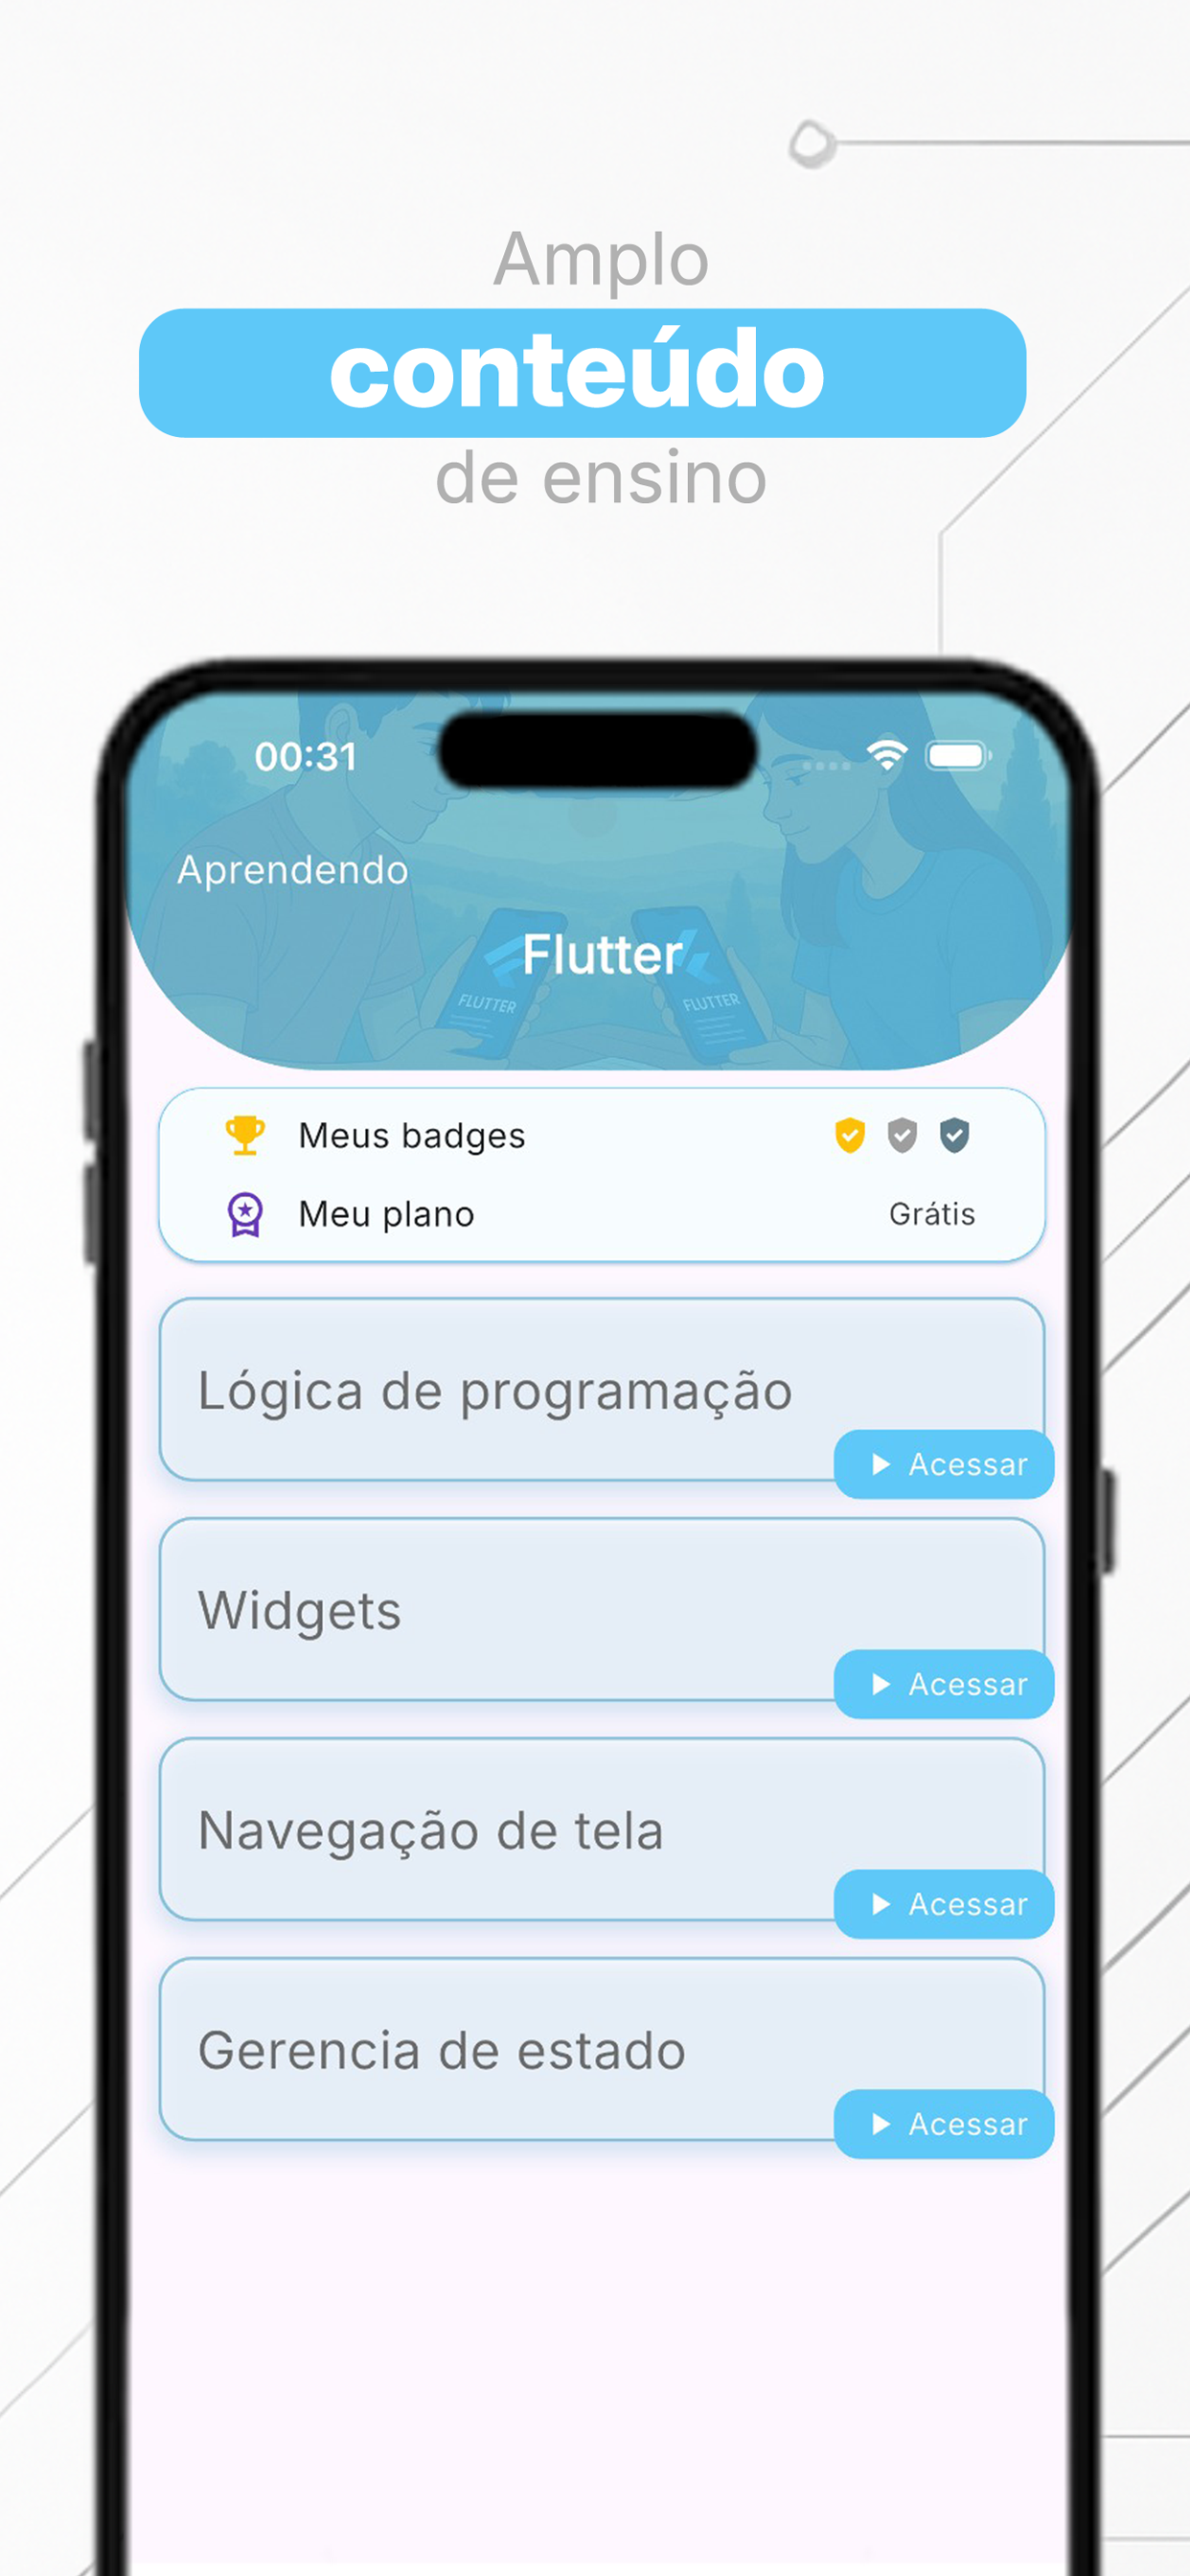 Amplo
conteúdo
de ensino
00:31
Aprendendo
Flutter
FLUTTER
FLUTTER
Meus badges
Meu plano
Grátis
Lógica de programação
Acessar
Widgets
Acessar
Navegação de tela
Acessar
Gerencia de estado
Acessar